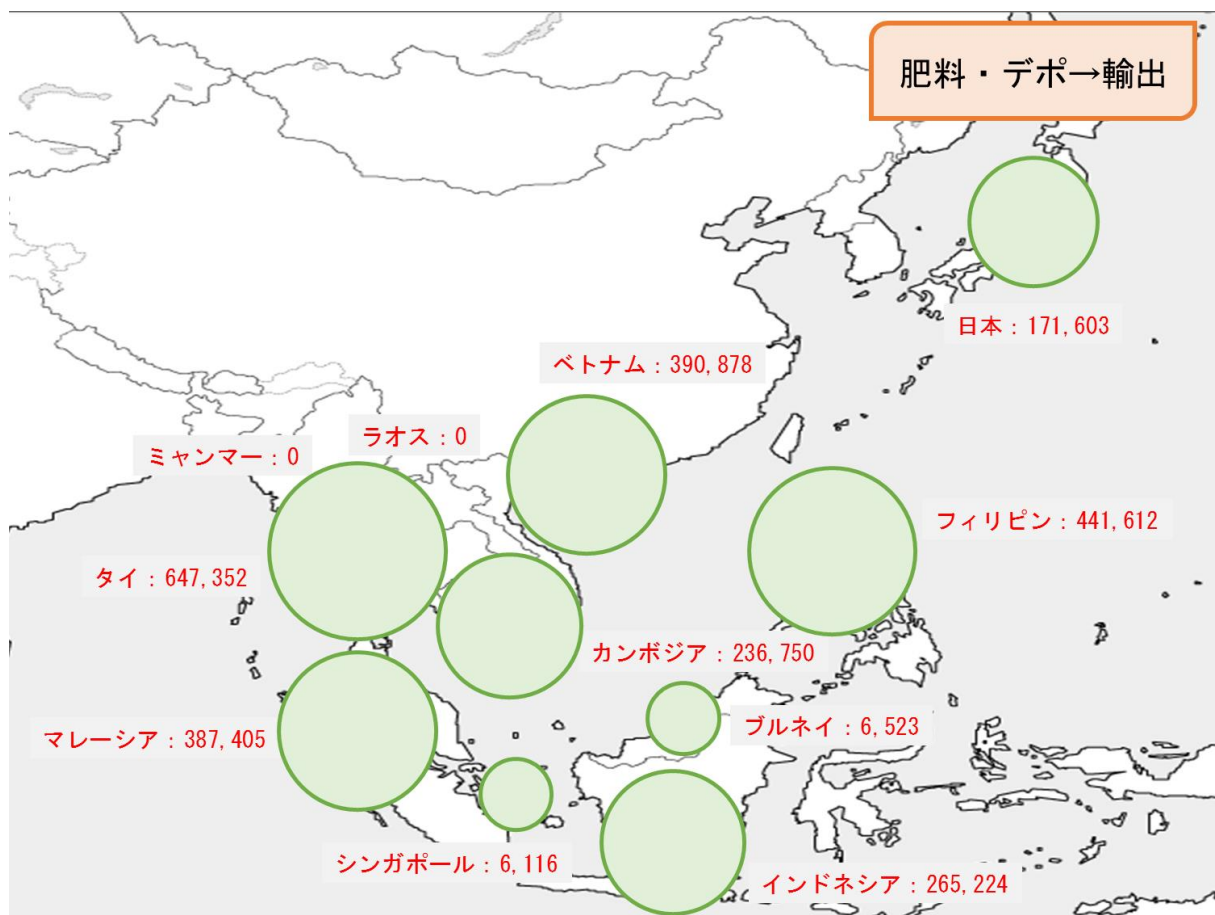 肥料・デポ→輸出
日本：171,603
ベトナム：390,878
ラオス：0
ミャンマー：0
フィリピン：441,612
タイ：647,352
カンボジア：236,750
マレーシア：387,405
ブルネイ：6,523
シンガポール：6,116
インドネシア：265,224